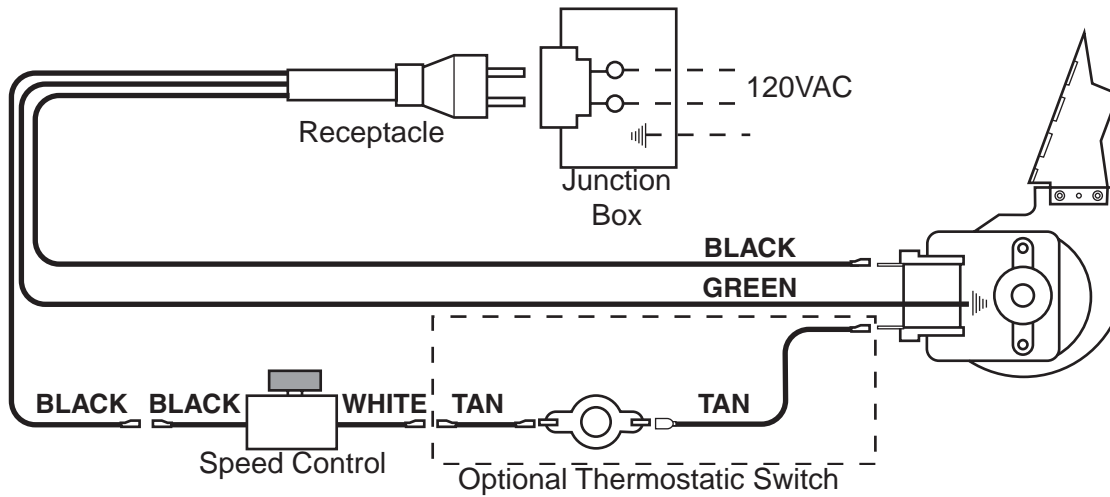 120VAC
Receptacle
Junction
Box
BLACK
GREEN
BLACK BLACK WHITE TAN TAN
Speed Control
Optional Thermostatic Switch